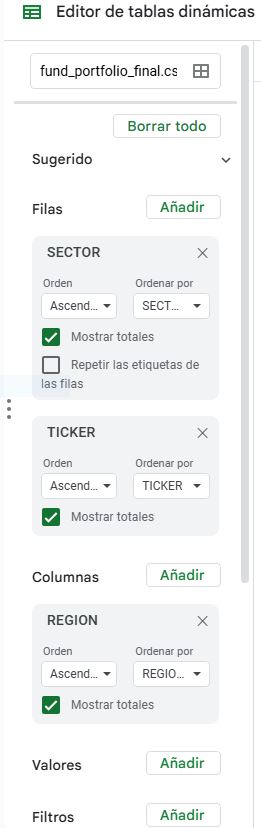 Editor de tablas dinámicas
fund_portfolio_final.cs
Borrar todo
Sugerido
Filas Añadir
SECTOR
Orden Ordenar por
Ascend... SECT...
Mostrar totales
Repetir las etiquetas de
las filas
TICKER
Orden Ordenar por
Ascend... TICKER
Mostrar totales
Columnas Añadir
REGION
Orden Ordenar por
Ascend... REGIO...
Mostrar totales
Valores Añadir
Filtros Añadir